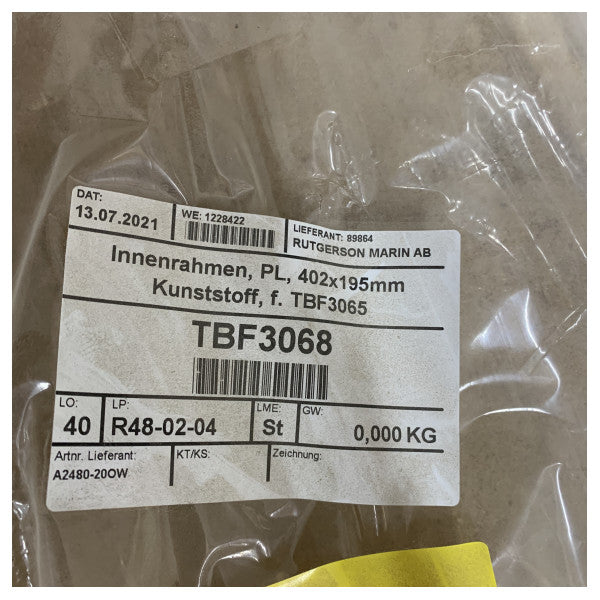 DAT:
13.07.2021
WE: 1228422
LIEFERANT: 89864
RUTGERSON MARIN AB
Innenrahmen, PL, 402x195mm
Kunststoff, f. TBF3065
TBF3068
LO:
40
LP:
R48-02-04
LME:
St
GW:
0,000 KG
Artnr. Lieferant:
A2480-20OW
KT/KS:
Zeichnung: